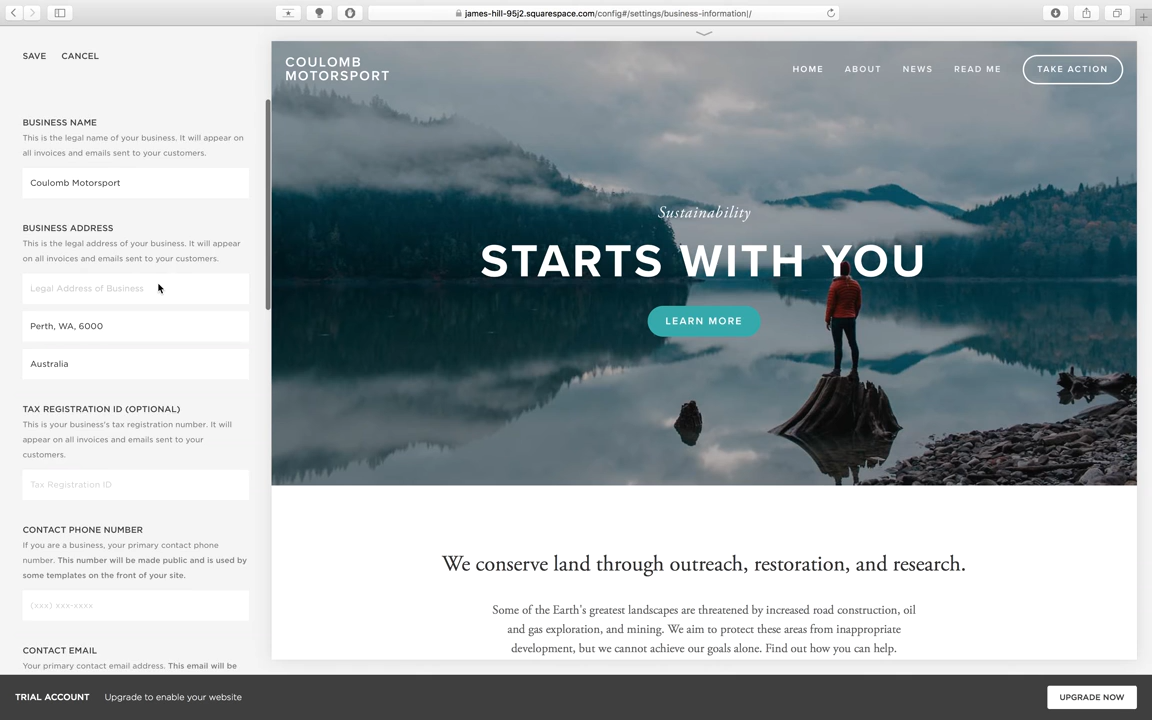 james-hill-95j2.squarespace.com/config#/settings/business-information|/
SAVE CANCEL
BUSINESS NAME
This is the legal name of your business. It will appear on
all invoices and emails sent to your customers.
Coulomb Motorsport
BUSINESS ADDRESS
This is the legal address of your business. It will appear
on all invoices and emails sent to your customers.
Legal Address of Business
Perth, WA, 6000
Australia
TAX REGISTRATION ID (OPTIONAL)
This is your business's tax registration number. It will
appear on all invoices and emails sent to your
customers.
Tax Registration ID
CONTACT PHONE NUMBER
If you are a business, your primary contact phone
number. This number will be made public and is used by
some templates on the front of your site.
(xxx) xxx-xxxx
CONTACT EMAIL
Your primary contact email address. This email will be
COULOMB
MOTORSPORT
HOME ABOUT NEWS READ ME TAKE ACTION
Sustainability
STARTS WITH YOU
LEARN MORE
We conserve land through outreach, restoration, and research.
Some of the Earth's greatest landscapes are threatened by increased road construction, oil
and gas exploration, and mining. We aim to protect these areas from inappropriate
development, but we cannot achieve our goals alone. Find out how you can help.
TRIAL ACCOUNT Upgrade to enable your website UPGRADE NOW